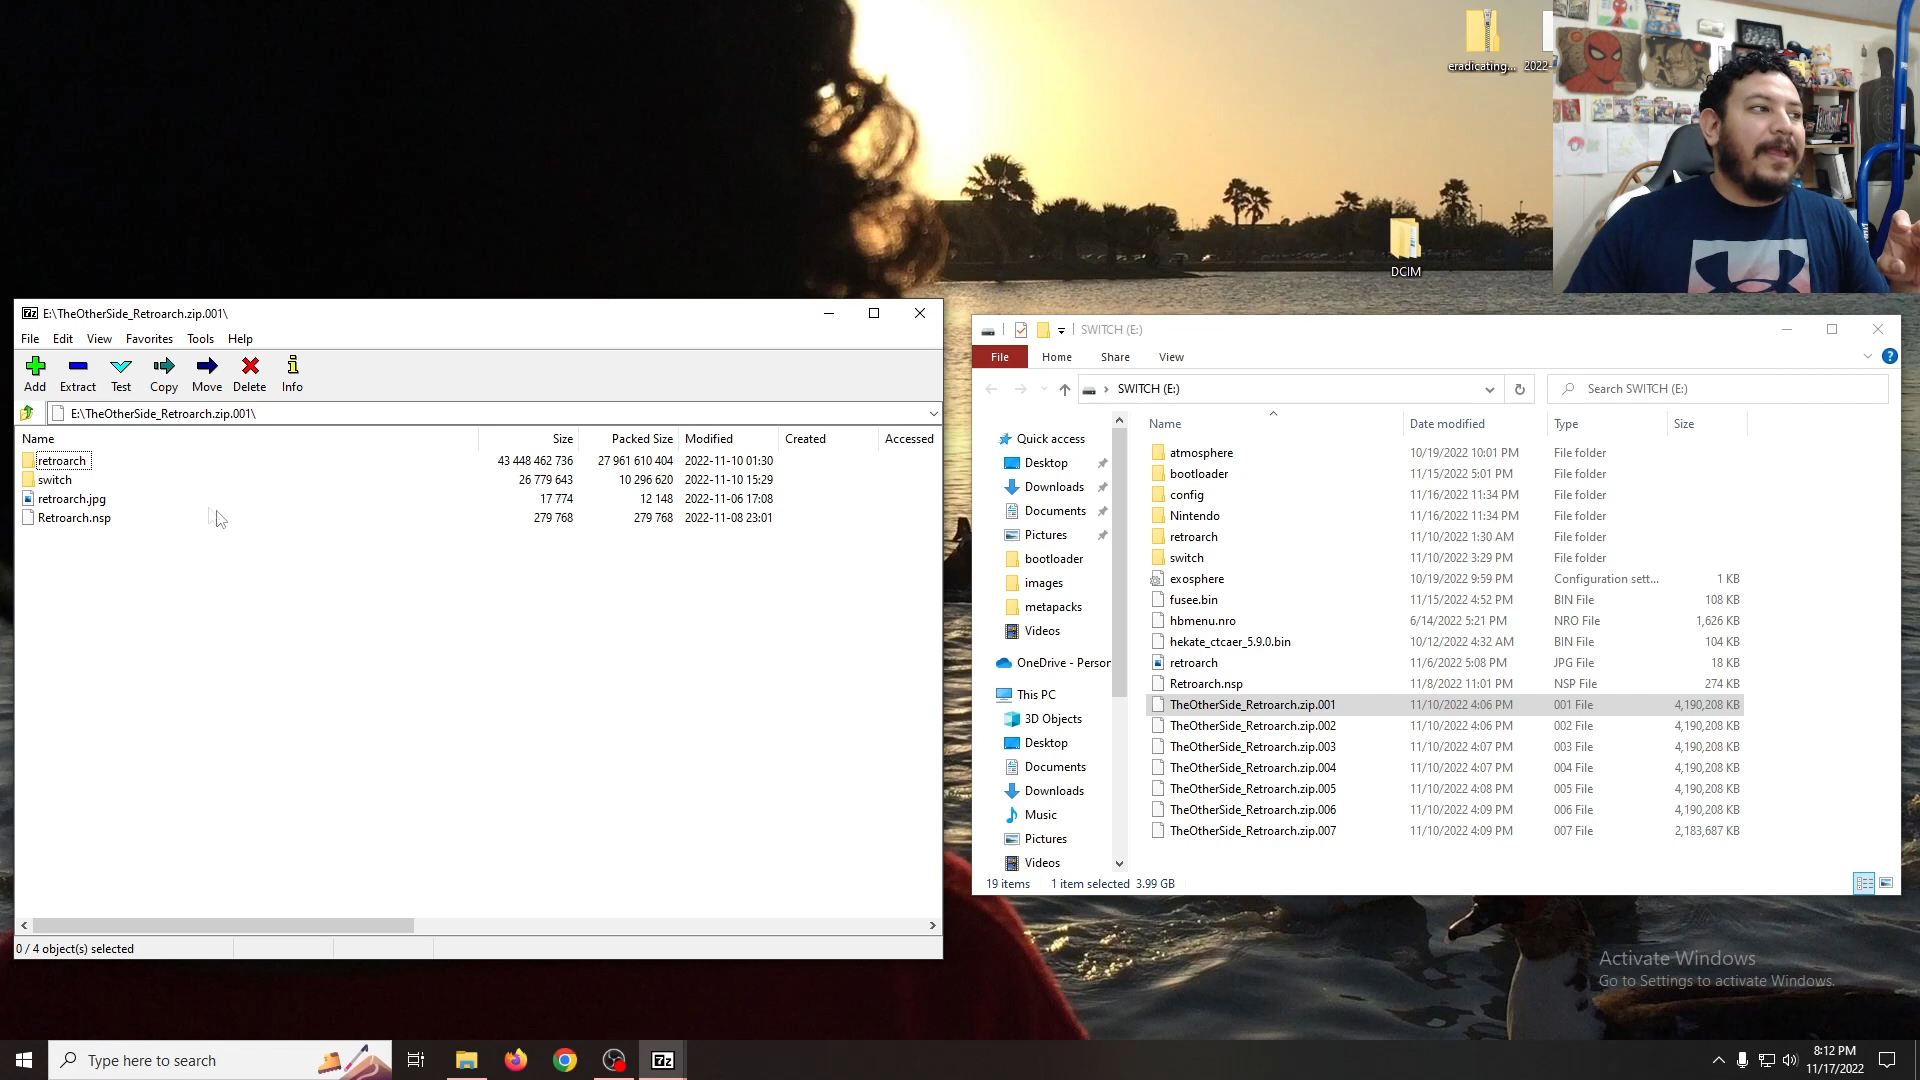 eradicating...
2022-
DCIM
7z E:\TheOtherSide_Retroarch.zip.001\
File Edit View Favorites Tools Help
Add Extract Test Copy Move Delete Info
E:\TheOtherSide_Retroarch.zip.001\
Name Size Packed Size Modified Created Accessed
retroarch 43 448 462 736 27 961 610 404 2022-11-10 01:30
switch 26 779 643 10 296 620 2022-11-10 15:29
retroarch.jpg 17 774 12 148 2022-11-06 17:08
Retroarch.nsp 279 768 279 768 2022-11-08 23:01
0 / 4 object(s) selected
SWITCH (E:)
File Home Share View
SWITCH (E:)
Search SWITCH (E:)
Quick access
Desktop
Downloads
Documents
Pictures
bootloader
images
metapacks
Videos
OneDrive - Person
This PC
3D Objects
Desktop
Documents
Downloads
Music
Pictures
Videos
Name Date modified Type Size
atmosphere 10/19/2022 10:01 PM File folder
bootloader 11/15/2022 5:01 PM File folder
config 11/16/2022 11:34 PM File folder
Nintendo 11/16/2022 11:34 PM File folder
retroarch 11/10/2022 1:30 AM File folder
switch 11/10/2022 3:29 PM File folder
exosphere 10/19/2022 9:59 PM Configuration sett... 1 KB
fusee.bin 11/15/2022 4:52 PM BIN File 108 KB
hbmenu.nro 6/14/2022 5:21 PM NRO File 1,626 KB
hekate_ctcaer_5.9.0.bin 10/12/2022 4:32 AM BIN File 104 KB
retroarch 11/6/2022 5:08 PM JPG File 18 KB
Retroarch.nsp 11/8/2022 11:01 PM NSP File 274 KB
TheOtherSide_Retroarch.zip.001 11/10/2022 4:06 PM 001 File 4,190,208 KB
TheOtherSide_Retroarch.zip.002 11/10/2022 4:06 PM 002 File 4,190,208 KB
TheOtherSide_Retroarch.zip.003 11/10/2022 4:07 PM 003 File 4,190,208 KB
TheOtherSide_Retroarch.zip.004 11/10/2022 4:07 PM 004 File 4,190,208 KB
TheOtherSide_Retroarch.zip.005 11/10/2022 4:08 PM 005 File 4,190,208 KB
TheOtherSide_Retroarch.zip.006 11/10/2022 4:09 PM 006 File 4,190,208 KB
TheOtherSide_Retroarch.zip.007 11/10/2022 4:09 PM 007 File 2,183,687 KB
19 items 1 item selected 3.99 GB
Activate Windows
Go to Settings to activate Windows.
Type here to search
7z
8:12 PM
11/17/2022